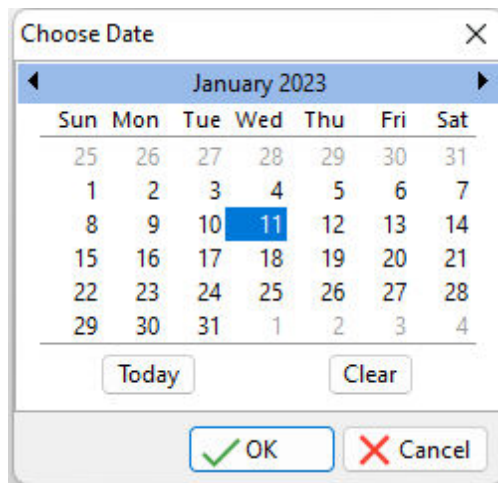 Choose Date
January 2023
Sun Mon Tue Wed Thu Fri Sat
25 26 27 28 29 30 31
1 2 3 4 5 6 7
8 9 10 11 12 13 14
15 16 17 18 19 20 21
22 23 24 25 26 27 28
29 30 31 1 2 3 4
Today Clear
OK Cancel